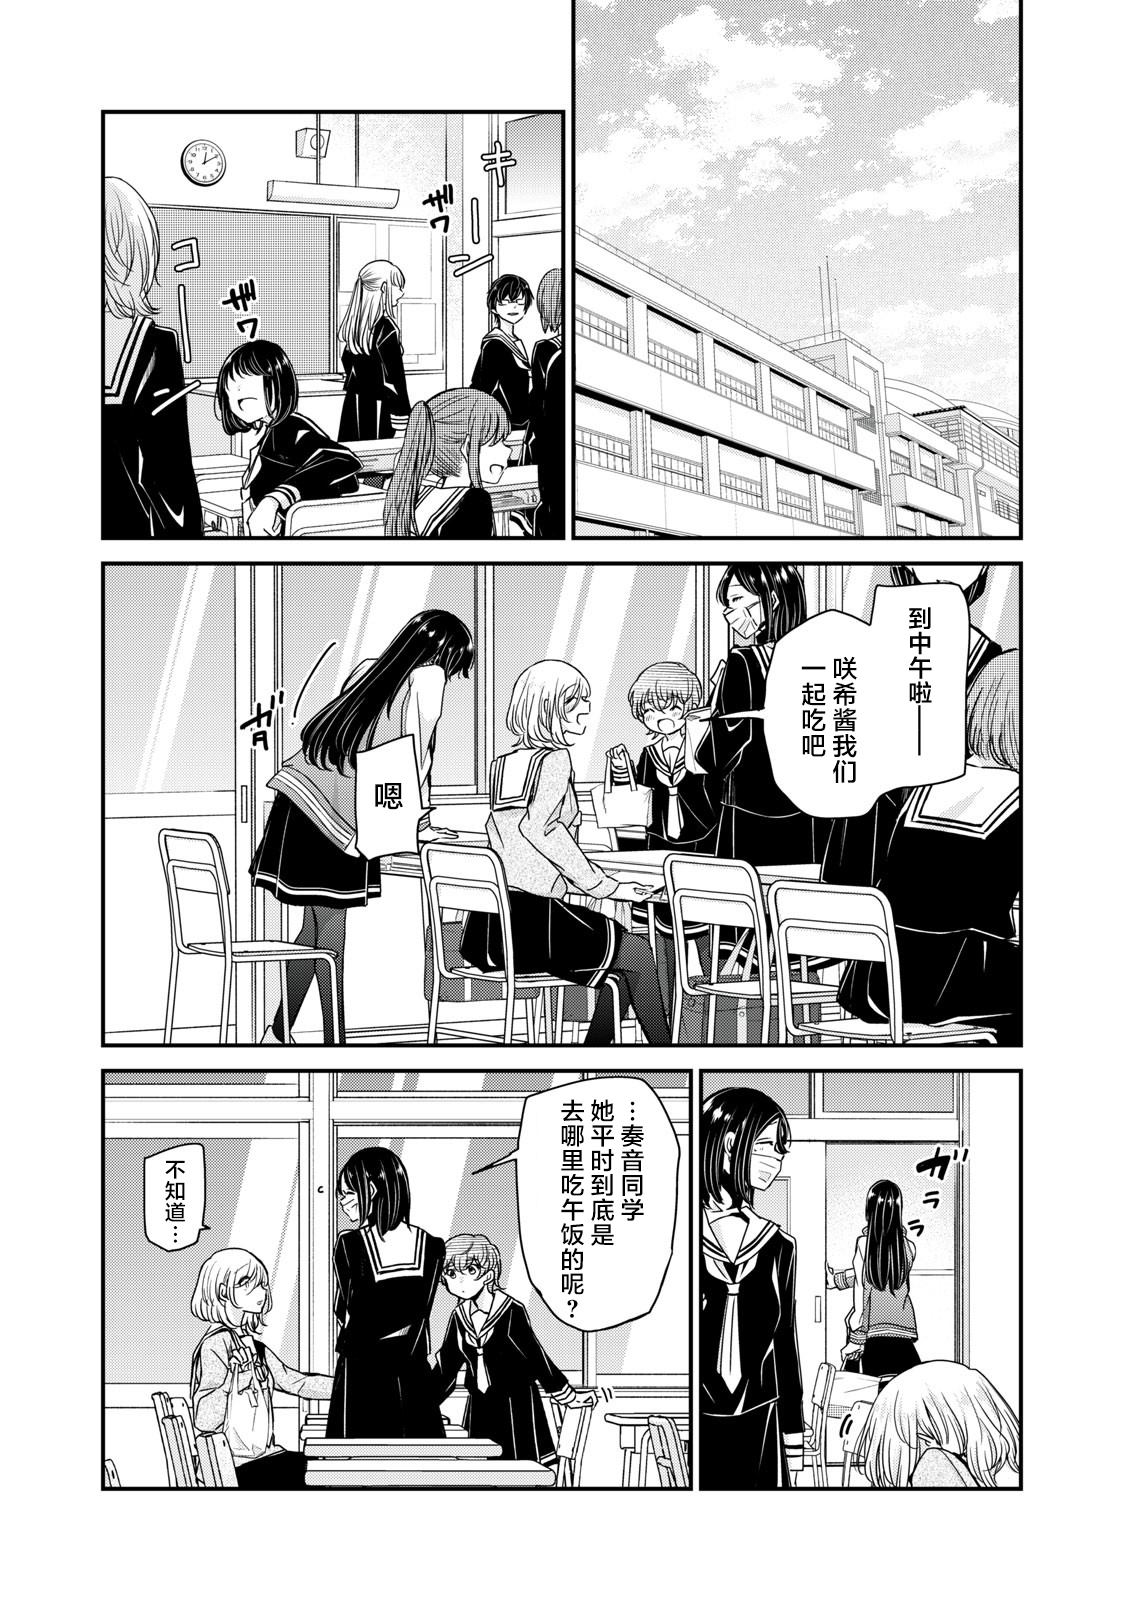 キーン
コーン
ザワ
ザワ
到中午啦——
咲希酱我们
一起吃吧
嗯
ガタ
ガララ
…奏音同学
她平时到底是
去哪里吃午饭的呢?
不知道…